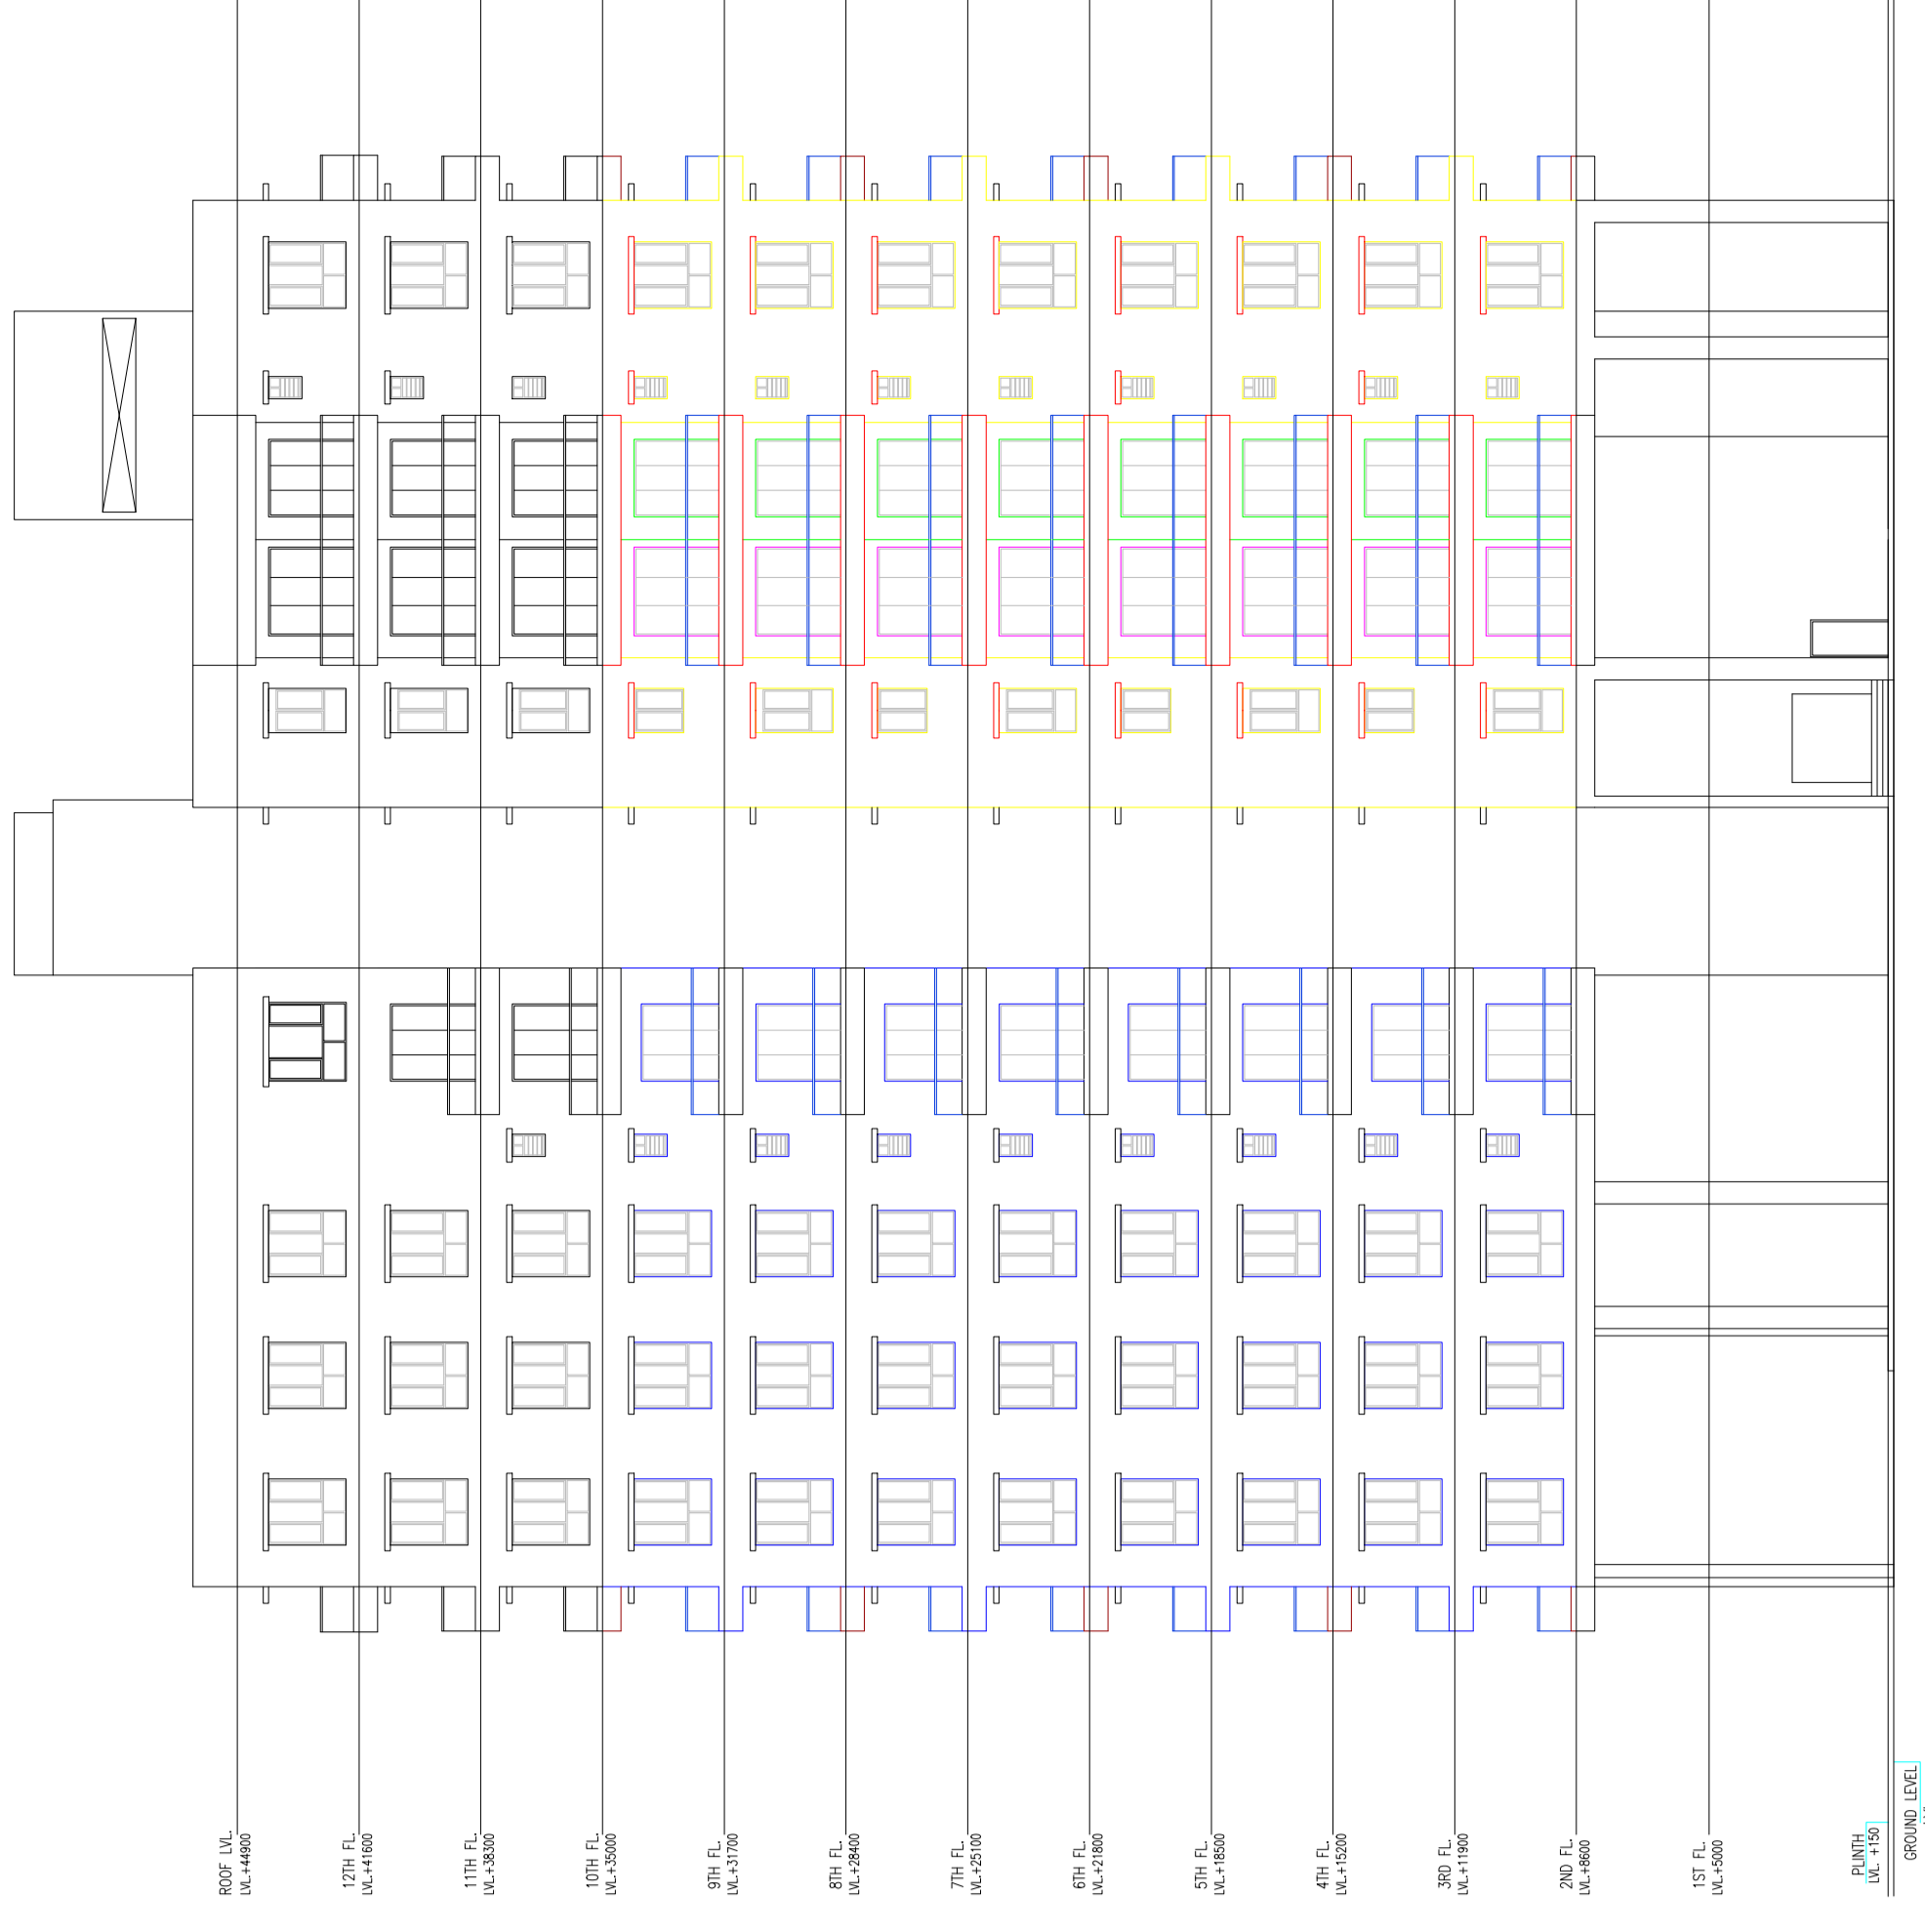 ROOF LVL.
LVL.+44900
12TH FL.
LVL.+41600
11TH FL.
LVL.+38300
10TH FL.
LVL.+35000
9TH FL.
LVL.+31700
8TH FL.
LVL.+28400
7TH FL.
LVL.+25100
6TH FL.
LVL.+21800
5TH FL.
LVL.+18500
4TH FL.
LVL.+15200
3RD FL.
LVL.+11900
2ND FL.
LVL.+8600
1ST FL.
LVL.+5000
PLINTH
LVL. +150
GROUND LEVEL